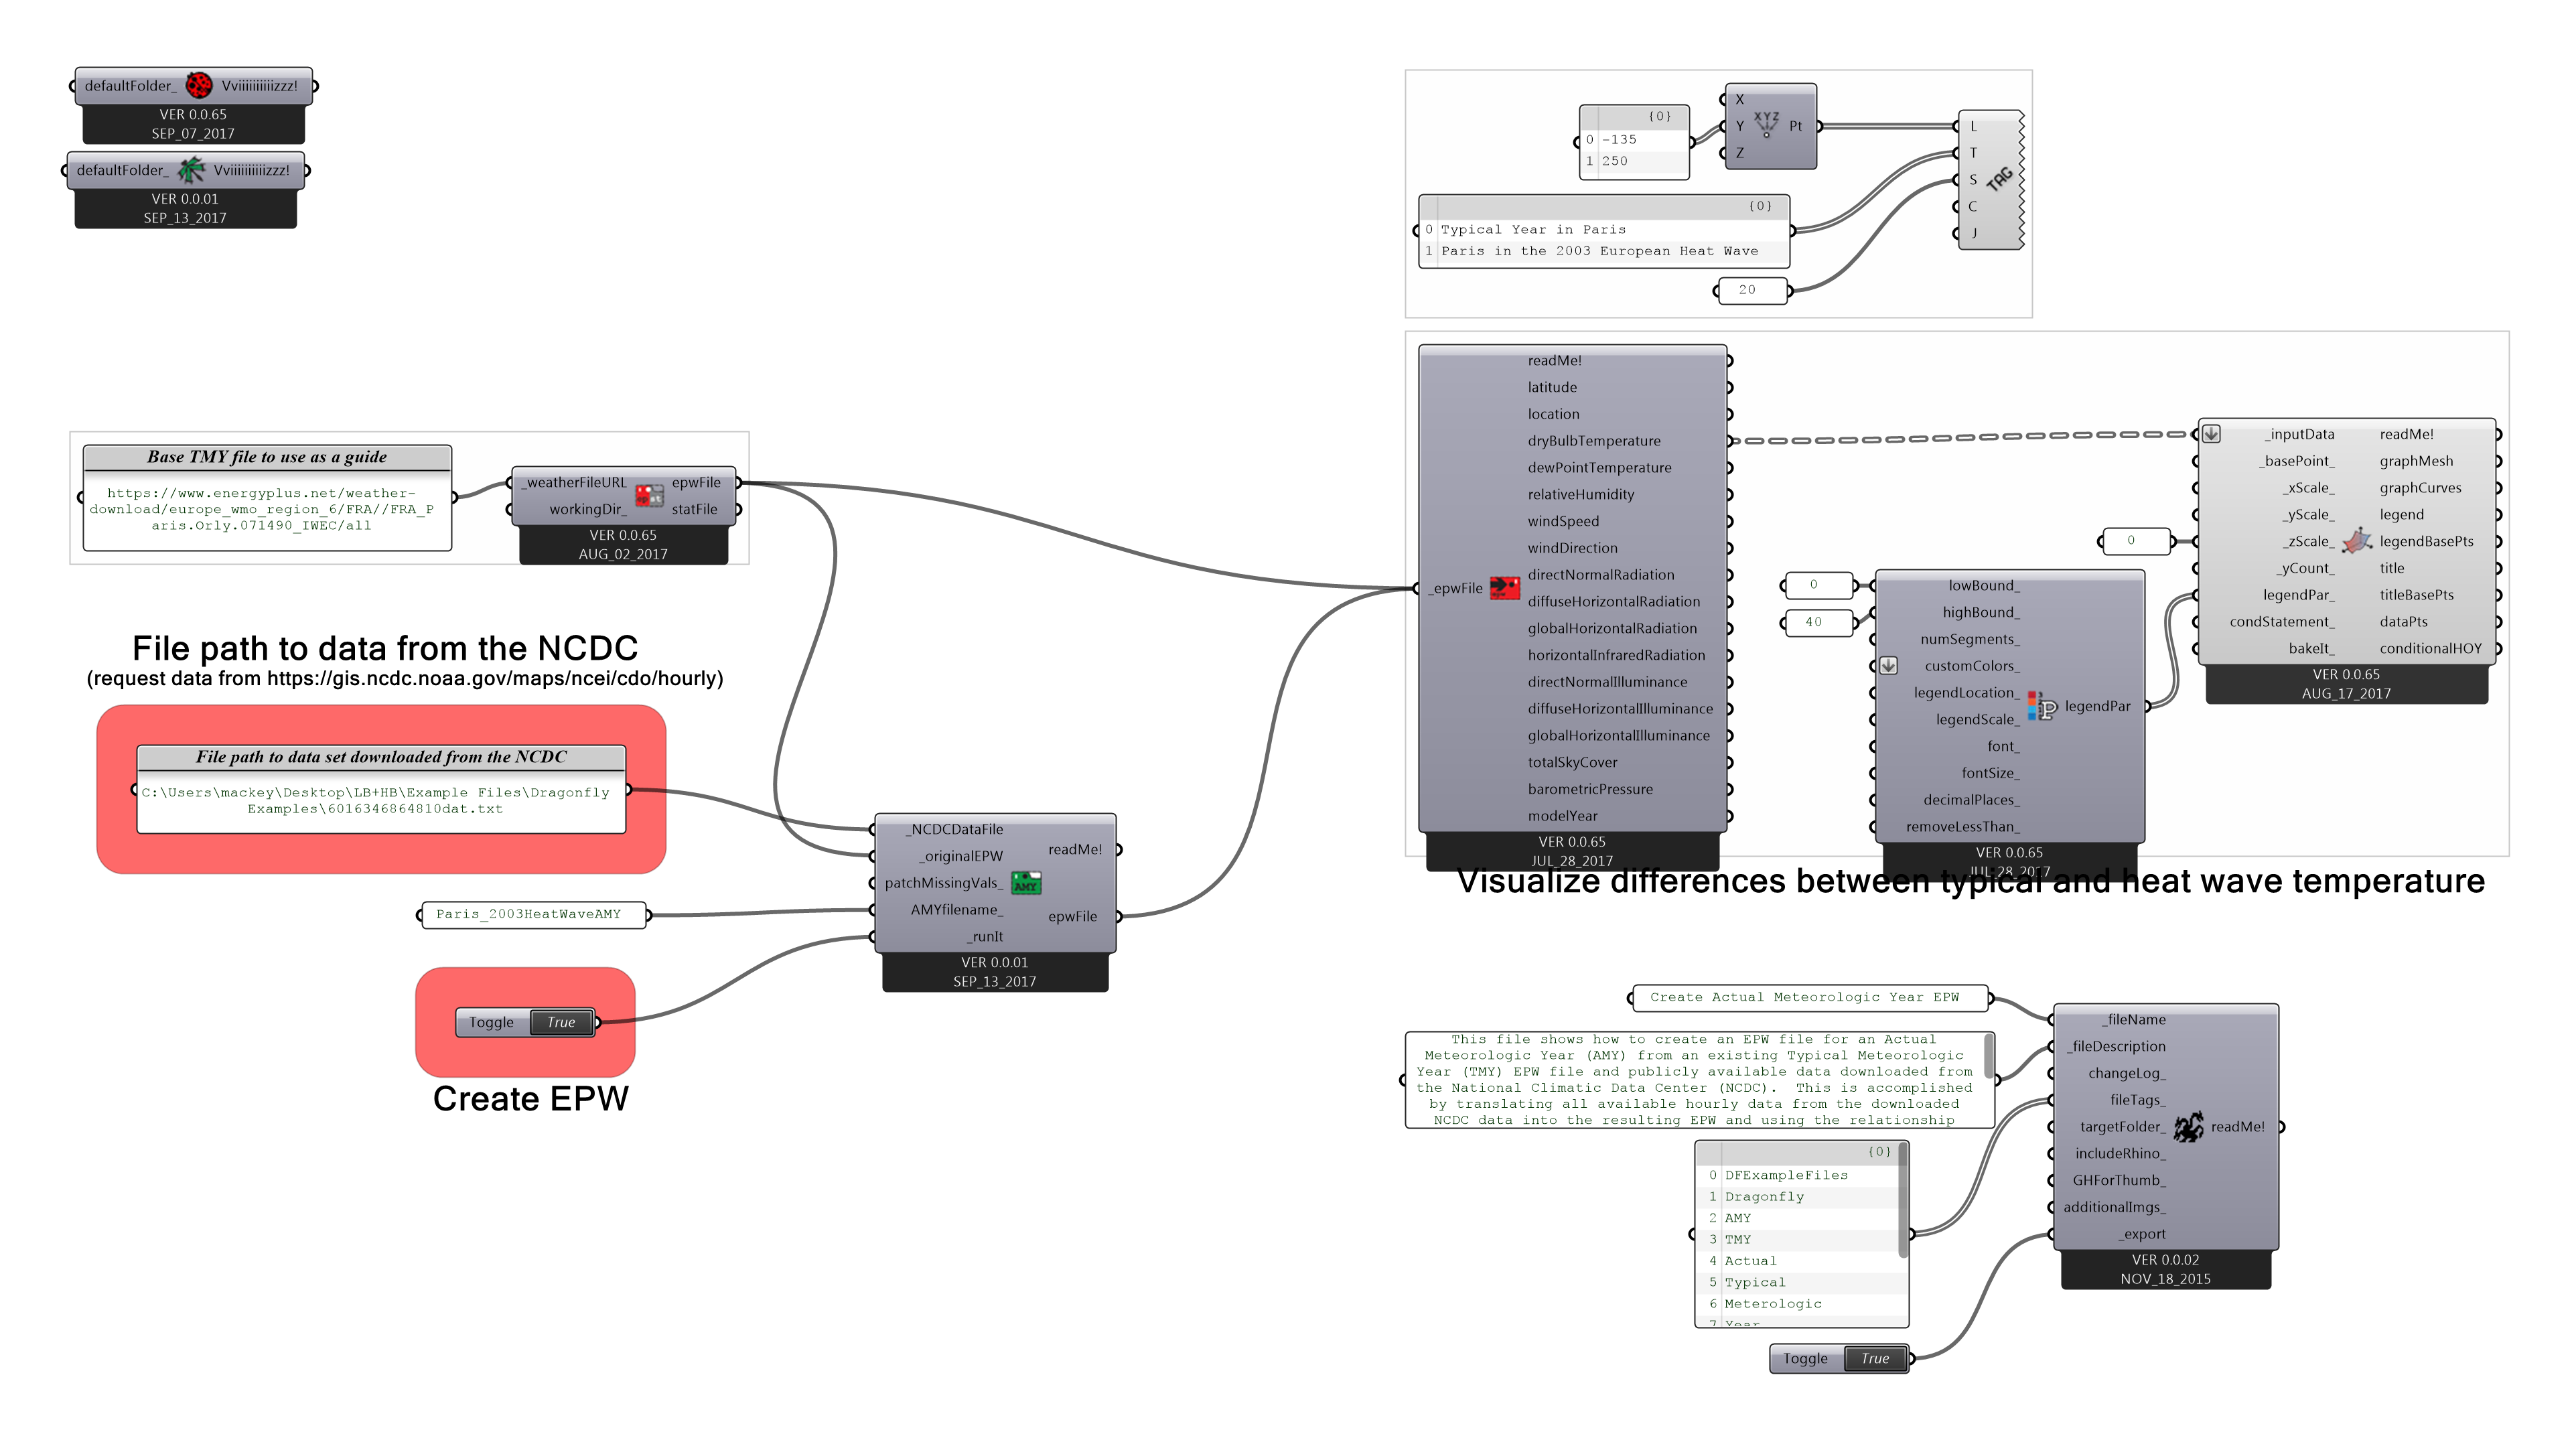 defaultFolder_ Vviiiiiiiiiizzz!
VER 0.0.65
SEP_07_2017
defaultFolder_ Vviiiiiiiiiizzz!
VER 0.0.01
SEP_13_2017
{0}
0 -135
1 250
X
Y
Z
XYZ
Pt
L
T
S
C
J
TAG
{0}
0 Typical Year in Paris
1 Paris in the 2003 European Heat Wave
20
Base TMY file to use as a guide
https://www.energyplus.net/weather-
download/europe_wmo_region_6/FRA//FRA_P
aris.Orly.071490_IWEC/all
_weatherFileURL epwFile
workingDir_ statFile
VER 0.0.65
AUG_02_2017
File path to data from the NCDC
(request data from https://gis.ncdc.noaa.gov/maps/ncei/cdo/hourly)
File path to data set downloaded from the NCDC
C:\Users\mackey\Desktop\LB+HB\Example Files\Dragonfly
Examples\6016346864810dat.txt
Paris_2003HeatWaveAMY
Toggle True
Create EPW
_NCDCDataFile
_originalEPW
patchMissingVals_
AMYfilename_
_runIt
AMY
readMe!
epwFile
VER 0.0.01
SEP_13_2017
_epwFile
readMe!
latitude
location
dryBulbTemperature
dewPointTemperature
relativeHumidity
windSpeed
windDirection
directNormalRadiation
diffuseHorizontalRadiation
globalHorizontalRadiation
horizontalInfraredRadiation
directNormalIlluminance
diffuseHorizontalIlluminance
globalHorizontalIlluminance
totalSkyCover
barometricPressure
modelYear
VER 0.0.65
JUL_28_2017
0
40
lowBound_
highBound_
numSegments_
customColors_
legendLocation_
legendScale_
font_
fontSize_
decimalPlaces_
removeLessThan_
legendPar
VER 0.0.65
JUL_28_2017
0
_inputData readMe!
_basePoint_ graphMesh
_xScale_ graphCurves
_yScale_ legend
_zScale_ legendBasePts
_yCount_ title
legendPar_ titleBasePts
condStatement_ dataPts
bakeIt_ conditionalHOY
VER 0.0.65
AUG_17_2017
Visualize differences between typical and heat wave temperature
Create Actual Meteorologic Year EPW
This file shows how to create an EPW file for an Actual
Meteorologic Year (AMY) from an existing Typical Meteorologic
Year (TMY) EPW file and publicly available data downloaded from
the National Climatic Data Center (NCDC).  This is accomplished
by translating all available hourly data from the downloaded
NCDC data into the resulting EPW and using the relationship
{0}
0 DFExampleFiles
1 Dragonfly
2 AMY
3 TMY
4 Actual
5 Typical
6 Meterologic
7 Year
Toggle True
_fileName
_fileDescription
changeLog_
fileTags_
targetFolder_
includeRhino_
GHForThumb_
additionalImgs_
_export
readMe!
VER 0.0.02
NOV_18_2015